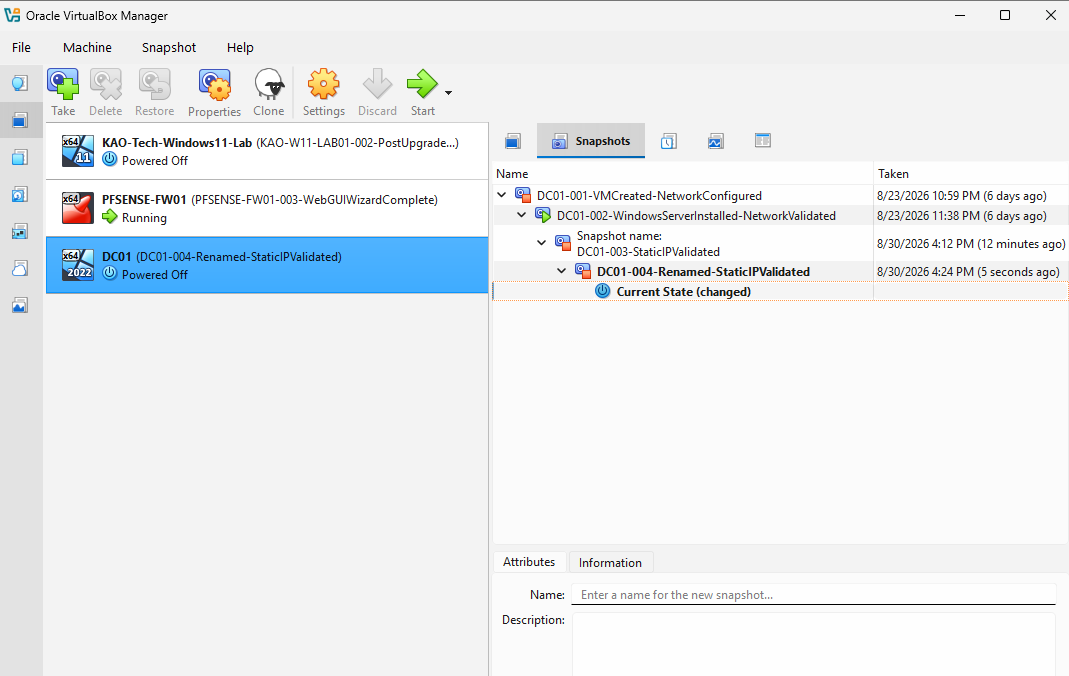 Oracle VirtualBox Manager
File Machine Snapshot Help
Take Delete Restore Properties Clone Settings Discard Start
x64 11 KAO-Tech-Windows11-Lab (KAO-W11-LAB01-002-PostUpgrade...)
Powered Off
x64 PFSENSE-FW01 (PFSENSE-FW01-003-WebGUIWizardComplete)
Running
x64 2022 DC01 (DC01-004-Renamed-StaticIPValidated)
Powered Off
Snapshots
Name Taken
DC01-001-VMCreated-NetworkConfigured 8/23/2026 10:59 PM (6 days ago)
DC01-002-WindowsServerInstalled-NetworkValidated 8/23/2026 11:38 PM (6 days ago)
Snapshot name:
DC01-003-StaticIPValidated 8/30/2026 4:12 PM (12 minutes ago)
DC01-004-Renamed-StaticIPValidated 8/30/2026 4:24 PM (5 seconds ago)
Current State (changed)
Attributes Information
Name: Enter a name for the new snapshot...
Description: